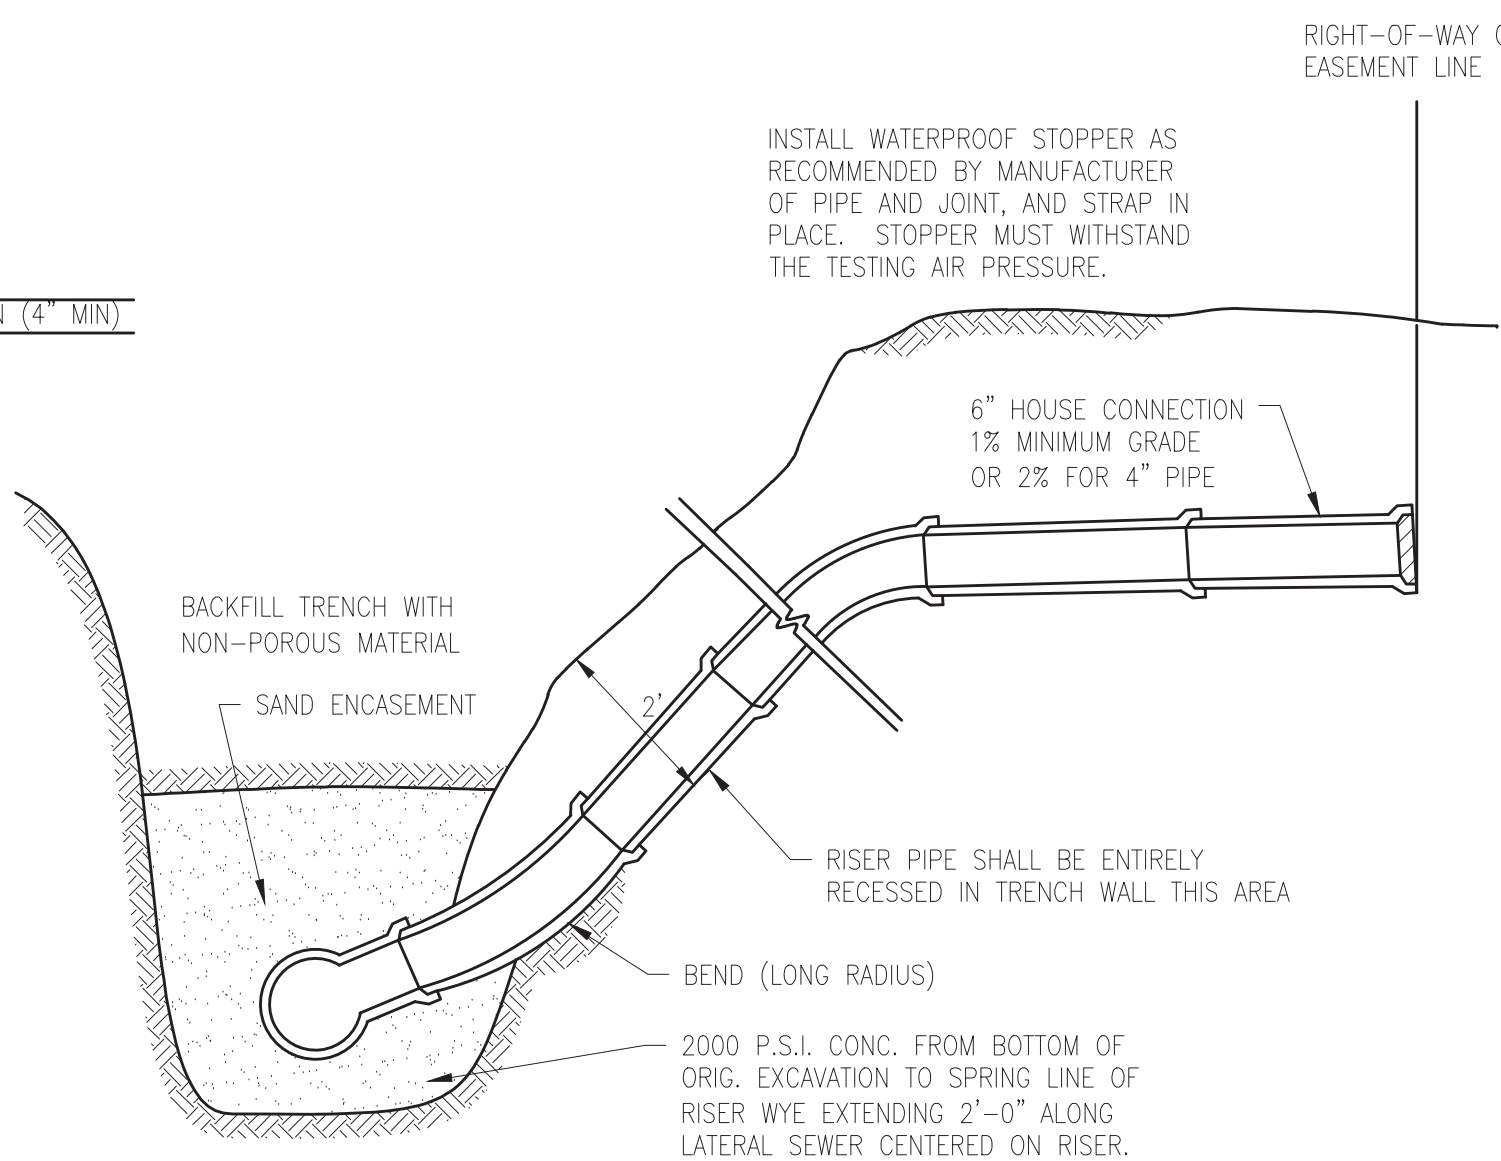 RIGHT-OF-WAY
EASEMENT LINE
INSTALL WATERPROOF STOPPER AS
RECOMMENDED BY MANUFACTURER
OF PIPE AND JOINT, AND STRAP IN
PLACE. STOPPER MUST WITHSTAND
THE TESTING AIR PRESSURE.
(4" MIN)
6" HOUSE CONNECTION
1% MINIMUM GRADE
OR 2% FOR 4" PIPE
BACKFILL TRENCH WITH
NON-POROUS MATERIAL
SAND ENCASEMENT
2'
RISER PIPE SHALL BE ENTIRELY
RECESSED IN TRENCH WALL THIS AREA
BEND (LONG RADIUS)
2000 P.S.I. CONC. FROM BOTTOM OF
ORIG. EXCAVATION TO SPRING LINE OF
RISER WYE EXTENDING 2'-0" ALONG
LATERAL SEWER CENTERED ON RISER.